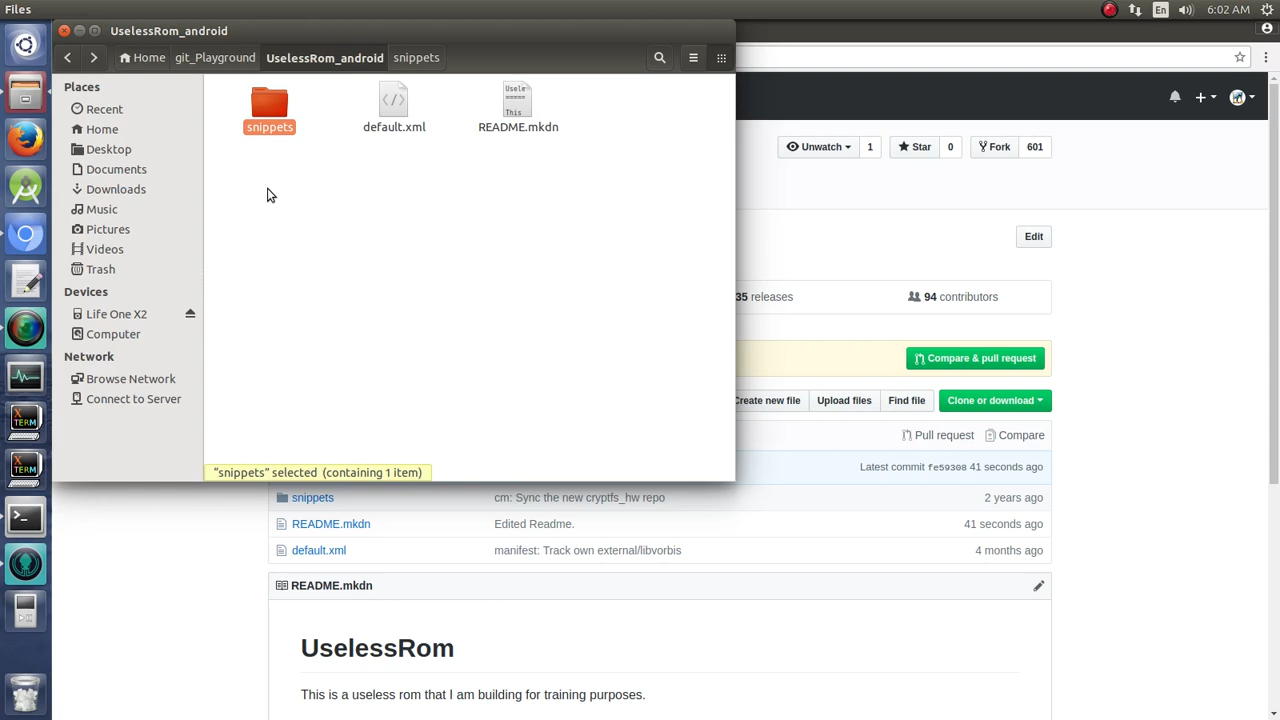 Files
En
6:02 AM
UselessRom_android
Home
git_Playground
UselessRom_android
snippets
Places
Recent
Home
Desktop
Documents
Downloads
Music
Pictures
Videos
Trash
Devices
Life One X2
Computer
Network
Browse Network
Connect to Server
snippets
default.xml
Usele
=====
This
README.mkdn
"snippets" selected (containing 1 item)
X
TERM
X
TERM
Unwatch
1
Star
0
Fork
601
Edit
35 releases
94 contributors
Compare & pull request
Create new file
Upload files
Find file
Clone or download
Pull request
Compare
Latest commit fe59308 41 seconds ago
snippets
cm: Sync the new cryptfs_hw repo
2 years ago
README.mkdn
Edited Readme.
41 seconds ago
default.xml
manifest: Track own external/libvorbis
4 months ago
README.mkdn
UselessRom
This is a useless rom that I am building for training purposes.